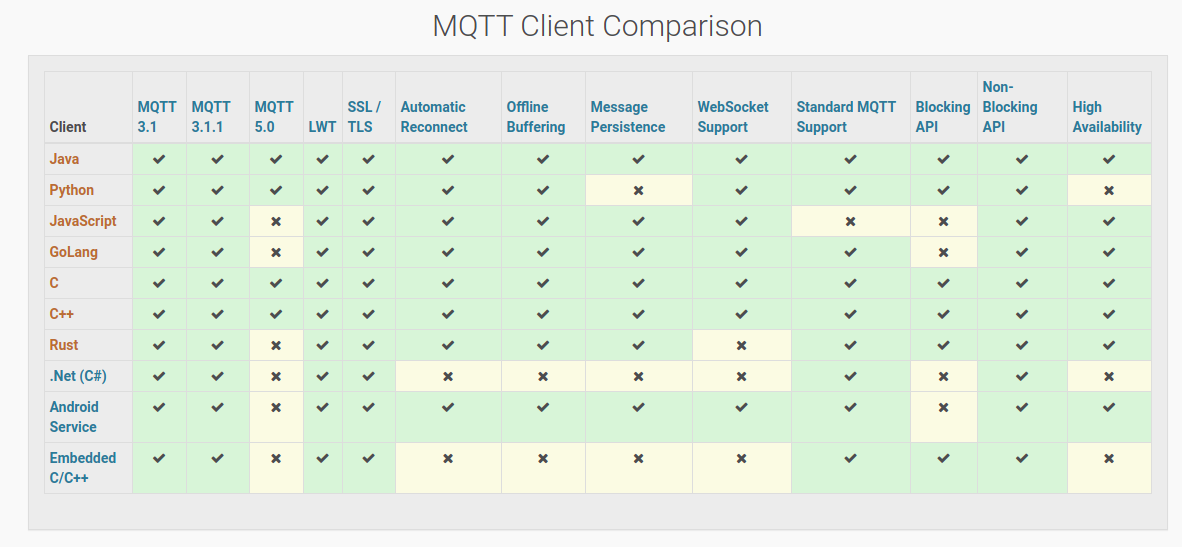 MQTT Client Comparison
Client MQTT 3.1 MQTT 3.1.1 MQTT 5.0 LWT SSL / TLS Automatic Reconnect Offline Buffering Message Persistence WebSocket Support Standard MQTT Support Blocking API Non-Blocking API High Availability
Java ✔ ✔ ✔ ✔ ✔ ✔ ✔ ✔ ✔ ✔ ✔ ✔ ✔
Python ✔ ✔ ✔ ✔ ✔ ✔ ✔ ✖ ✔ ✔ ✔ ✔ ✖
JavaScript ✔ ✔ ✖ ✔ ✔ ✔ ✔ ✔ ✔ ✖ ✖ ✔ ✔
GoLang ✔ ✔ ✖ ✔ ✔ ✔ ✔ ✔ ✔ ✔ ✖ ✔ ✔
C ✔ ✔ ✔ ✔ ✔ ✔ ✔ ✔ ✔ ✔ ✔ ✔ ✔
C++ ✔ ✔ ✔ ✔ ✔ ✔ ✔ ✔ ✔ ✔ ✔ ✔ ✔
Rust ✔ ✔ ✖ ✔ ✔ ✔ ✔ ✔ ✖ ✔ ✔ ✔ ✔
.Net (C#) ✔ ✔ ✖ ✔ ✔ ✖ ✖ ✖ ✖ ✔ ✖ ✔ ✖
Android Service ✔ ✔ ✖ ✔ ✔ ✔ ✔ ✔ ✔ ✔ ✖ ✔ ✔
Embedded C/C++ ✔ ✔ ✖ ✔ ✔ ✖ ✖ ✖ ✖ ✔ ✔ ✔ ✖